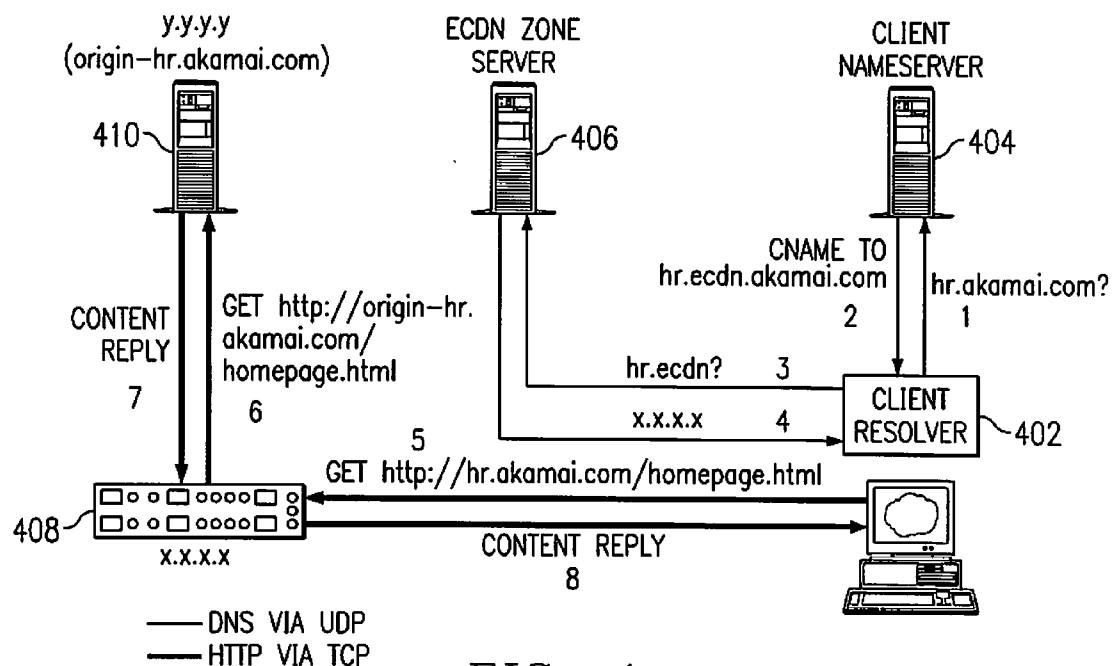 y.y.y.y
(origin-hr.akamai.com)
410
ECDN ZONE
SERVER
406
CLIENT
NAMESERVER
404
CNAME TO
hr.ecdn.akamai.com
2
hr.akamai.com?
1
CONTENT
REPLY
7
GET http://origin-hr.
akamai.com/
homepage.html
6
hr.ecdn? 3
x.x.x.x 4
CLIENT
RESOLVER
402
5
GET http://hr.akamai.com/homepage.html
408
x.x.x.x
CONTENT REPLY
8
DNS VIA UDP
HTTP VIA TCP